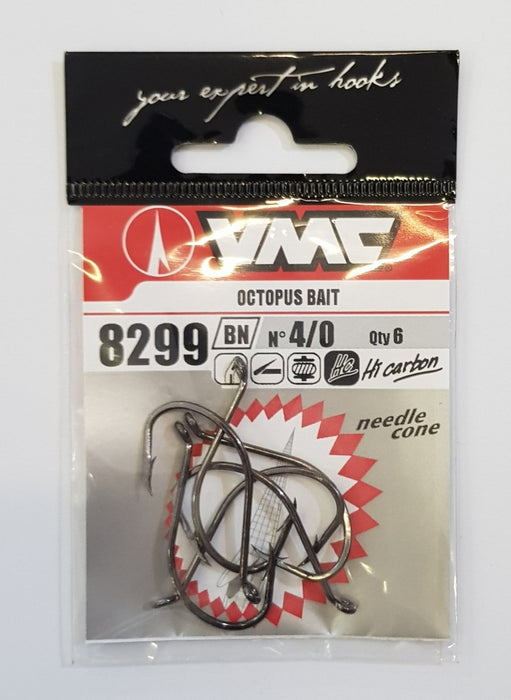 your expert in hooks
VMC
OCTOPUS BAIT
8299 BN N° 4/0 Qty 6
HC Hi carbon
needle
cone